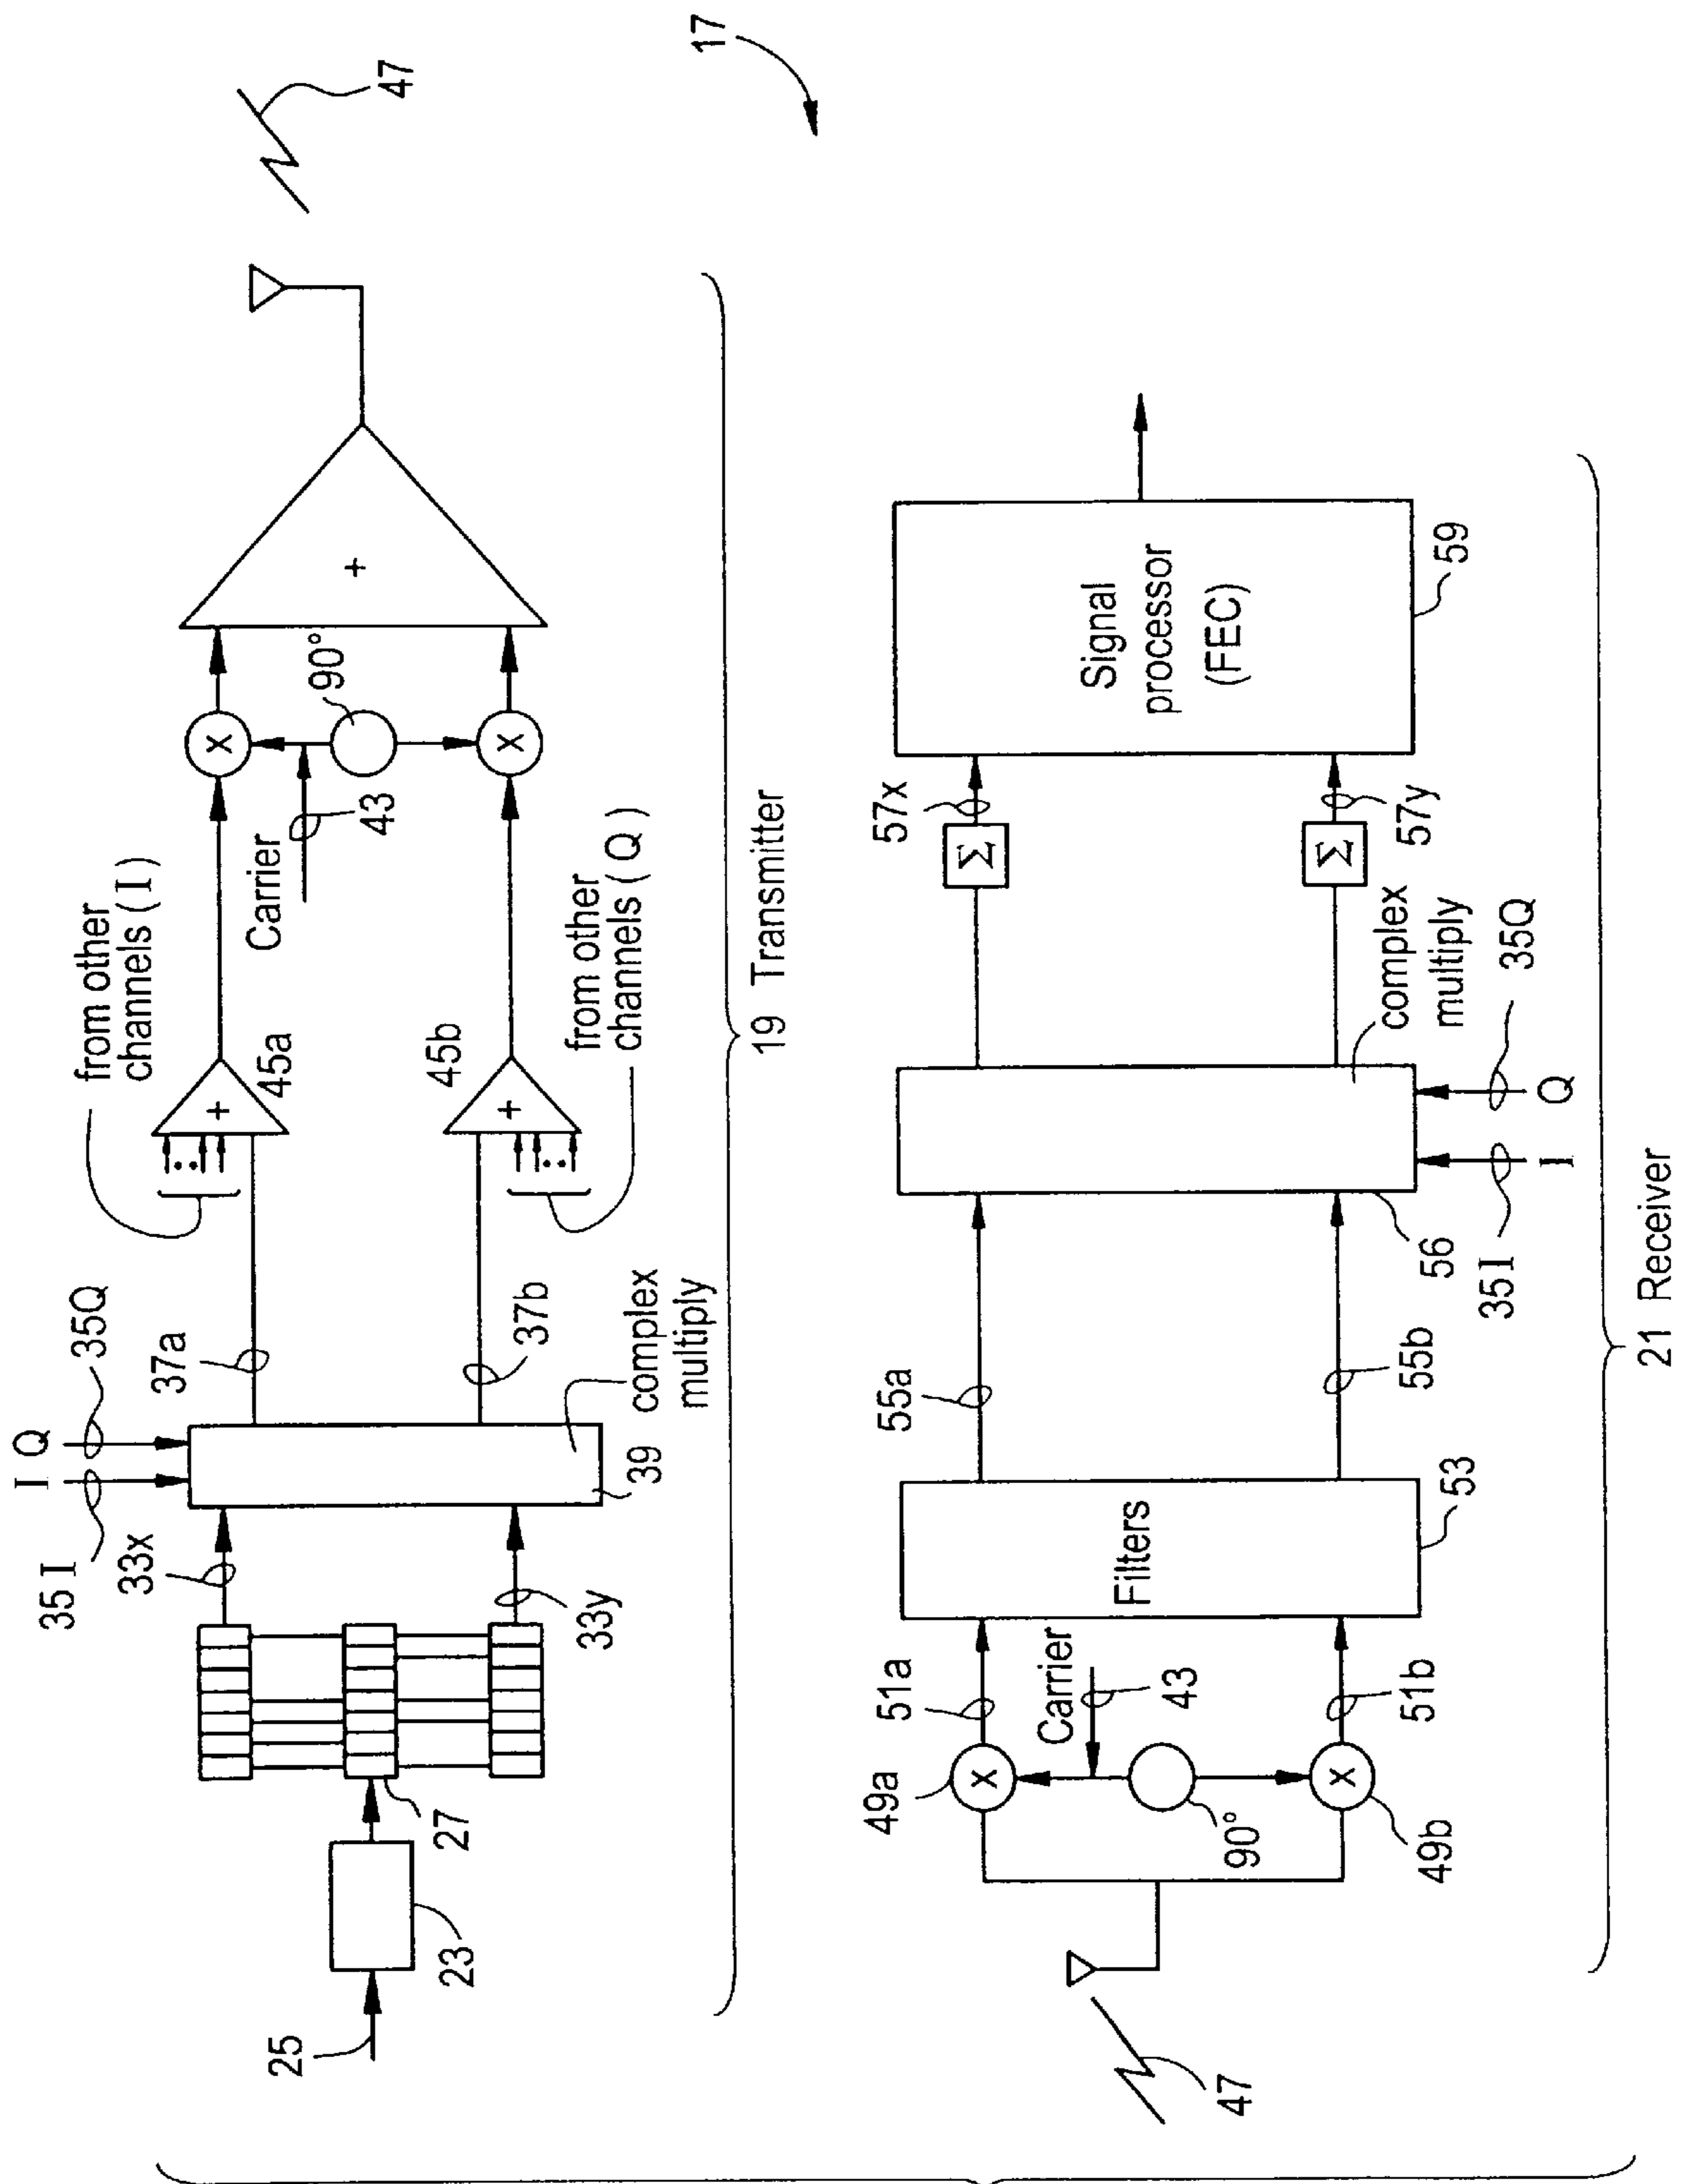 17
47
from other
channels ( I )
45a
Carrier
43
90°
+
X
X
+
+
45b
from other
channels ( Q )
I
Q
35I
35Q
33x
37a
33y
37b
complex
multiply
39
27
23
25
19 Transmitter
47
49a
X
51a
Carrier
43
90°
X
49b
51b
Filters
53
55a
55b
56
complex
multiply
35I
I
35Q
Q
57x
Σ
Σ
57y
Signal
processor
(FEC)
59
21 Receiver